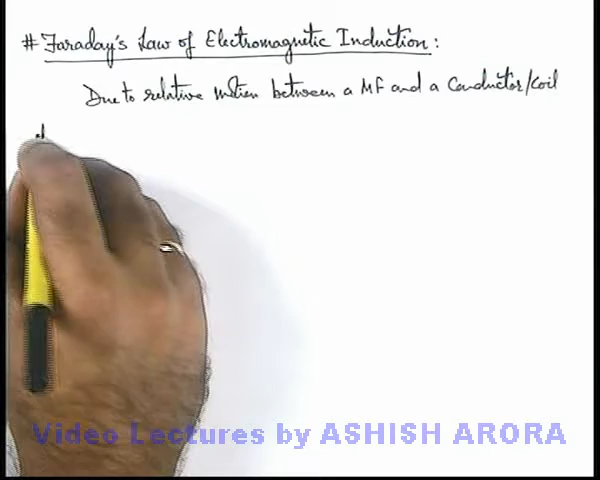 # Faraday's Law of Electromagnetic Induction :
Due to relative motion between a MF and a Conductor/Coil
Video Lectures by ASHISH ARORA